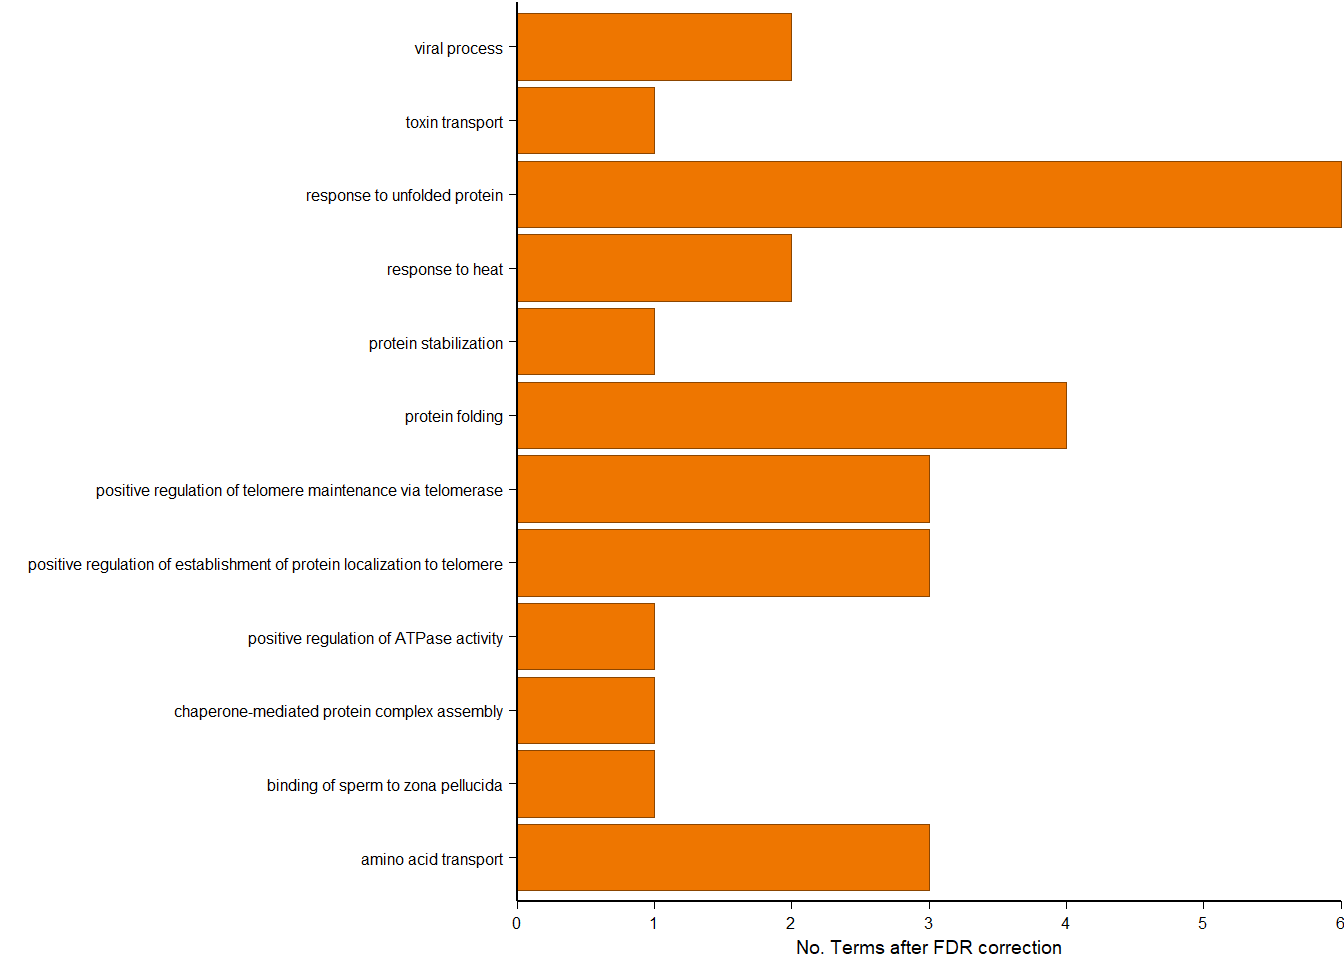 viral process
toxin transport
response to unfolded protein
response to heat
protein stabilization
protein folding
positive regulation of telomere maintenance via telomerase
positive regulation of establishment of protein localization to telomere
positive regulation of ATPase activity
chaperone-mediated protein complex assembly
binding of sperm to zona pellucida
amino acid transport
0 1 2 3 4 5 6
No. Terms after FDR correction